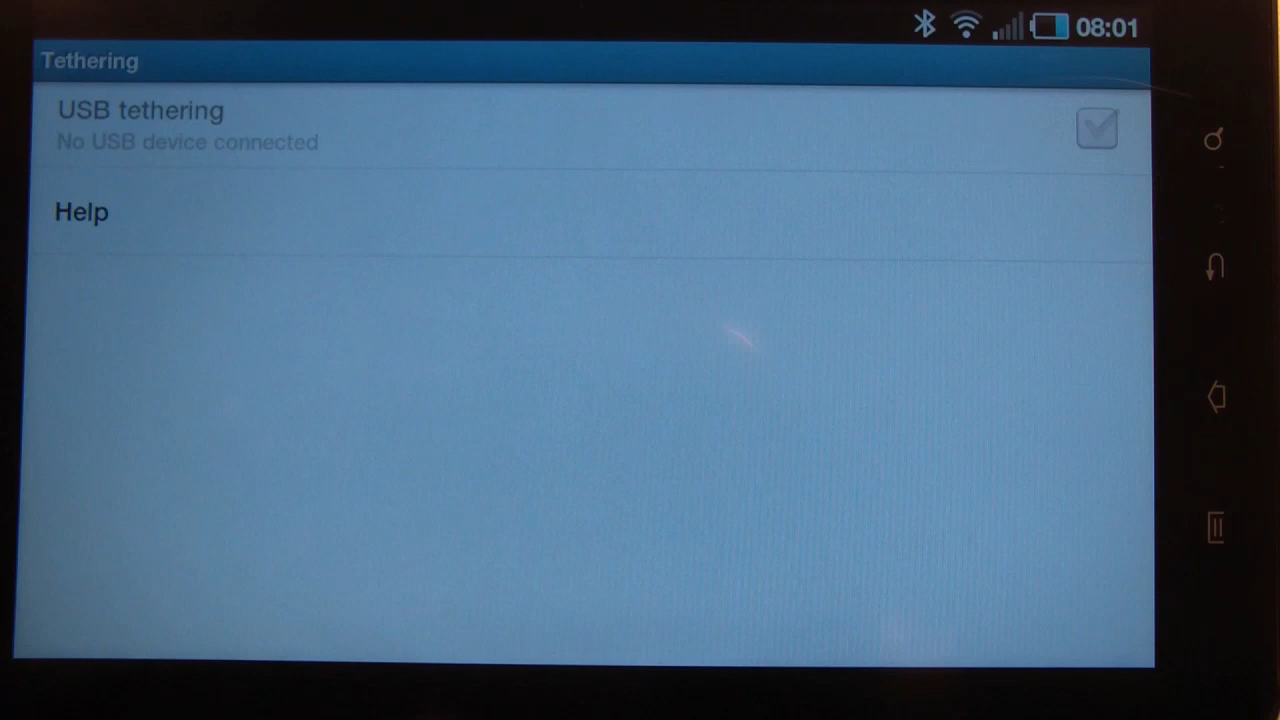 08:01
Tethering
USB tethering
No USB device connected
Help